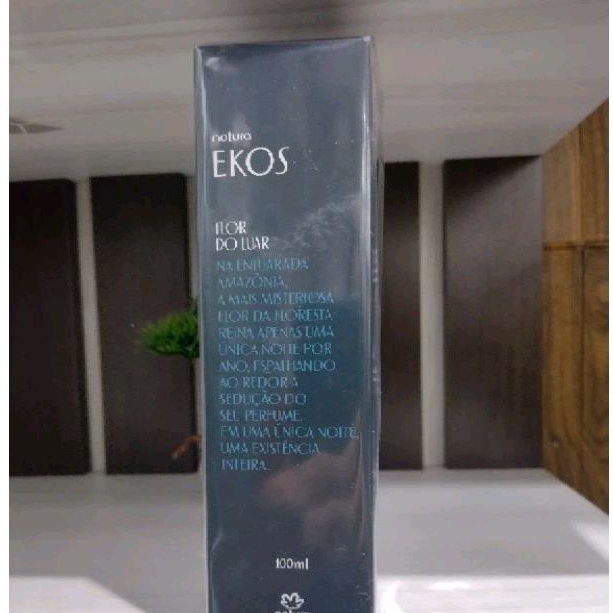 natura
EKOS
FLOR
DO LUAR
NA ENLUARADA
AMAZÔNIA,
A MAIS MISTERIOSA
FLOR DA FLORESTA
REINA APENAS UMA
ÚNICA NOITE POR
ANO, ESPALHANDO
AO REDOR A
SEDUÇÃO DO
SEU PERFUME.
EM UMA ÚNICA NOITE,
UMA EXISTÊNCIA
INTEIRA.
100ml
natura